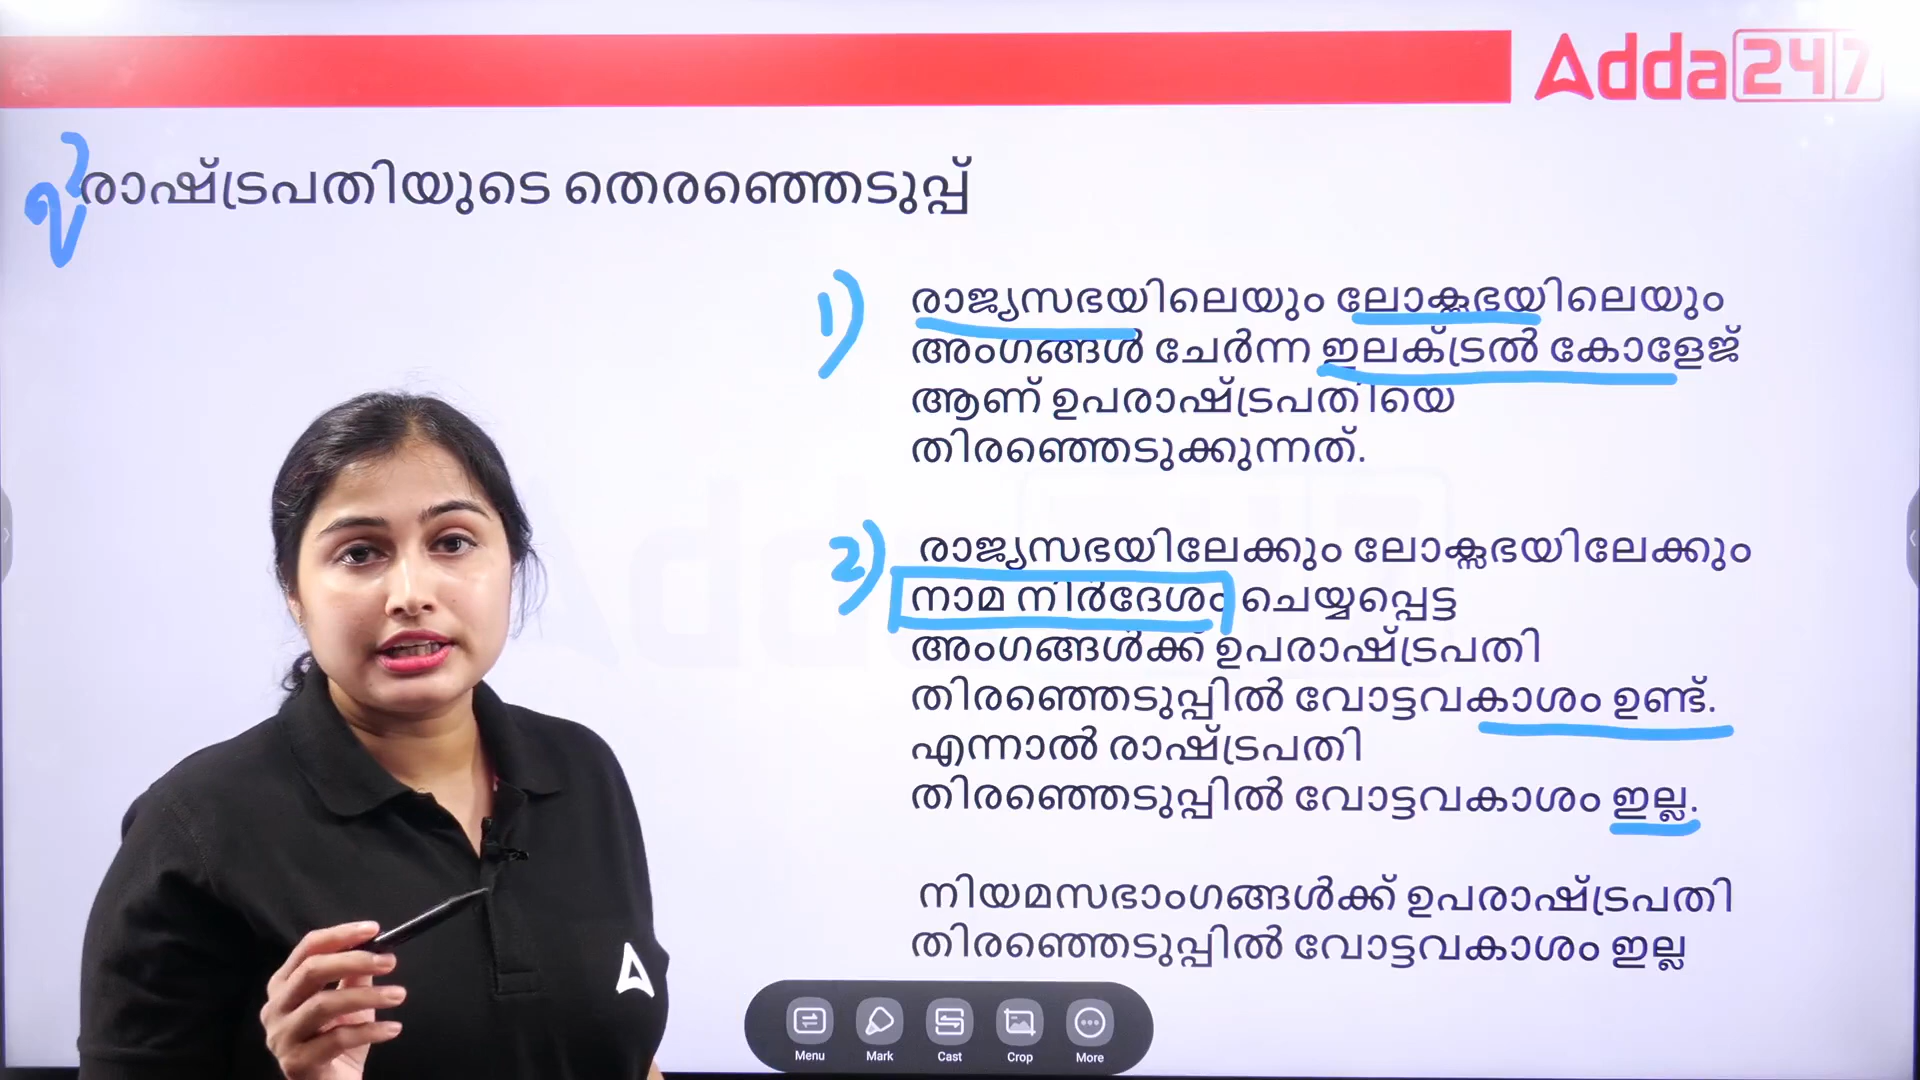 Adda247
രാഷ്ട്രപതിയുടെ തെരഞ്ഞെടുപ്പ്
1)
രാജ്യസഭയിലെയും ലോക്സഭയിലെയും
അംഗങ്ങൾ ചേർന്ന ഇലക്ട്രൽ കോളേജ്
ആണ് ഉപരാഷ്ട്രപതിയെ
തിരഞ്ഞെടുക്കുന്നത്.
2)
രാജ്യസഭയിലേക്കും ലോക്സഭയിലേക്കും
നാമ നിർദേശം ചെയ്യപ്പെട്ട
അംഗങ്ങൾക്ക് ഉപരാഷ്ട്രപതി
തിരഞ്ഞെടുപ്പിൽ വോട്ടവകാശം ഉണ്ട്.
എന്നാൽ രാഷ്ട്രപതി
തിരഞ്ഞെടുപ്പിൽ വോട്ടവകാശം ഇല്ല.
നിയമസഭാംഗങ്ങൾക്ക് ഉപരാഷ്ട്രപതി
തിരഞ്ഞെടുപ്പിൽ വോട്ടവകാശം ഇല്ല
Menu Mark Cast Crop More